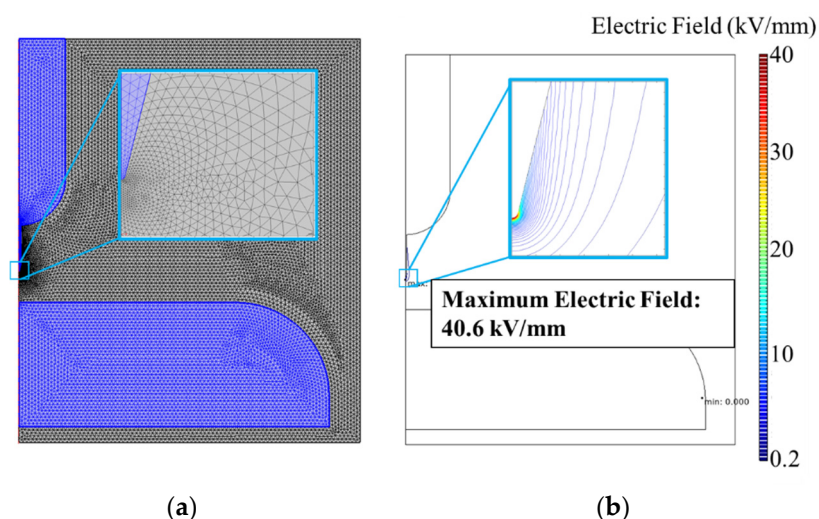 Electric Field (kV/mm)
40
30
20
10
0.2
max:
Maximum Electric Field:
40.6 kV/mm
min: 0.000
(a)
(b)